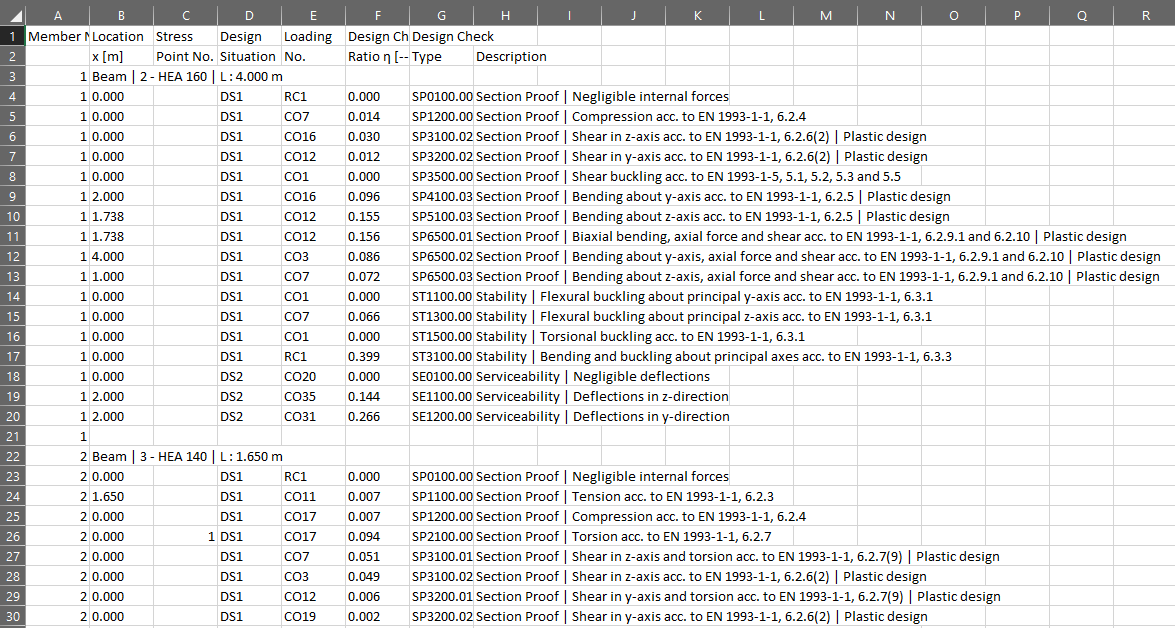 A B C D E F G H I J K L M N O P Q R
1 Member N Location Stress Design Loading Design Ch Design Check
2 x [m] Point No. Situation No. Ratio η [-- Type Description
3 1 Beam | 2 - HEA 160 | L : 4.000 m
4 1 0.000 DS1 RC1 0.000 SP0100.00 Section Proof | Negligible internal forces
5 1 0.000 DS1 CO7 0.014 SP1200.00 Section Proof | Compression acc. to EN 1993-1-1, 6.2.4
6 1 0.000 DS1 CO16 0.030 SP3100.02 Section Proof | Shear in z-axis acc. to EN 1993-1-1, 6.2.6(2) | Plastic design
7 1 0.000 DS1 CO12 0.012 SP3200.02 Section Proof | Shear in y-axis acc. to EN 1993-1-1, 6.2.6(2) | Plastic design
8 1 0.000 DS1 CO1 0.000 SP3500.00 Section Proof | Shear buckling acc. to EN 1993-1-5, 5.1, 5.2, 5.3 and 5.5
9 1 2.000 DS1 CO16 0.096 SP4100.03 Section Proof | Bending about y-axis acc. to EN 1993-1-1, 6.2.5 | Plastic design
10 1 1.738 DS1 CO12 0.155 SP5100.03 Section Proof | Bending about z-axis acc. to EN 1993-1-1, 6.2.5 | Plastic design
11 1 1.738 DS1 CO12 0.156 SP6500.01 Section Proof | Biaxial bending, axial force and shear acc. to EN 1993-1-1, 6.2.9.1 and 6.2.10 | Plastic design
12 1 4.000 DS1 CO3 0.086 SP6500.02 Section Proof | Bending about y-axis, axial force and shear acc. to EN 1993-1-1, 6.2.9.1 and 6.2.10 | Plastic design
13 1 1.000 DS1 CO7 0.072 SP6500.03 Section Proof | Bending about z-axis, axial force and shear acc. to EN 1993-1-1, 6.2.9.1 and 6.2.10 | Plastic design
14 1 0.000 DS1 CO1 0.000 ST1100.00 Stability | Flexural buckling about principal y-axis acc. to EN 1993-1-1, 6.3.1
15 1 0.000 DS1 CO7 0.066 ST1300.00 Stability | Flexural buckling about principal z-axis acc. to EN 1993-1-1, 6.3.1
16 1 0.000 DS1 CO1 0.000 ST1500.00 Stability | Torsional buckling acc. to EN 1993-1-1, 6.3.1
17 1 0.000 DS1 RC1 0.399 ST3100.00 Stability | Bending and buckling about principal axes acc. to EN 1993-1-1, 6.3.3
18 1 0.000 DS2 CO20 0.000 SE0100.00 Serviceability | Negligible deflections
19 1 2.000 DS2 CO35 0.144 SE1100.00 Serviceability | Deflections in z-direction
20 1 2.000 DS2 CO31 0.266 SE1200.00 Serviceability | Deflections in y-direction
21 1
22 2 Beam | 3 - HEA 140 | L : 1.650 m
23 2 0.000 DS1 RC1 0.000 SP0100.00 Section Proof | Negligible internal forces
24 2 1.650 DS1 CO11 0.007 SP1100.00 Section Proof | Tension acc. to EN 1993-1-1, 6.2.3
25 2 0.000 DS1 CO17 0.007 SP1200.00 Section Proof | Compression acc. to EN 1993-1-1, 6.2.4
26 2 0.000 1 DS1 CO17 0.094 SP2100.00 Section Proof | Torsion acc. to EN 1993-1-1, 6.2.7
27 2 0.000 DS1 CO7 0.051 SP3100.01 Section Proof | Shear in z-axis and torsion acc. to EN 1993-1-1, 6.2.7(9) | Plastic design
28 2 0.000 DS1 CO3 0.049 SP3100.02 Section Proof | Shear in z-axis acc. to EN 1993-1-1, 6.2.6(2) | Plastic design
29 2 0.000 DS1 CO12 0.006 SP3200.01 Section Proof | Shear in y-axis and torsion acc. to EN 1993-1-1, 6.2.7(9) | Plastic design
30 2 0.000 DS1 CO19 0.002 SP3200.02 Section Proof | Shear in y-axis acc. to EN 1993-1-1, 6.2.6(2) | Plastic design